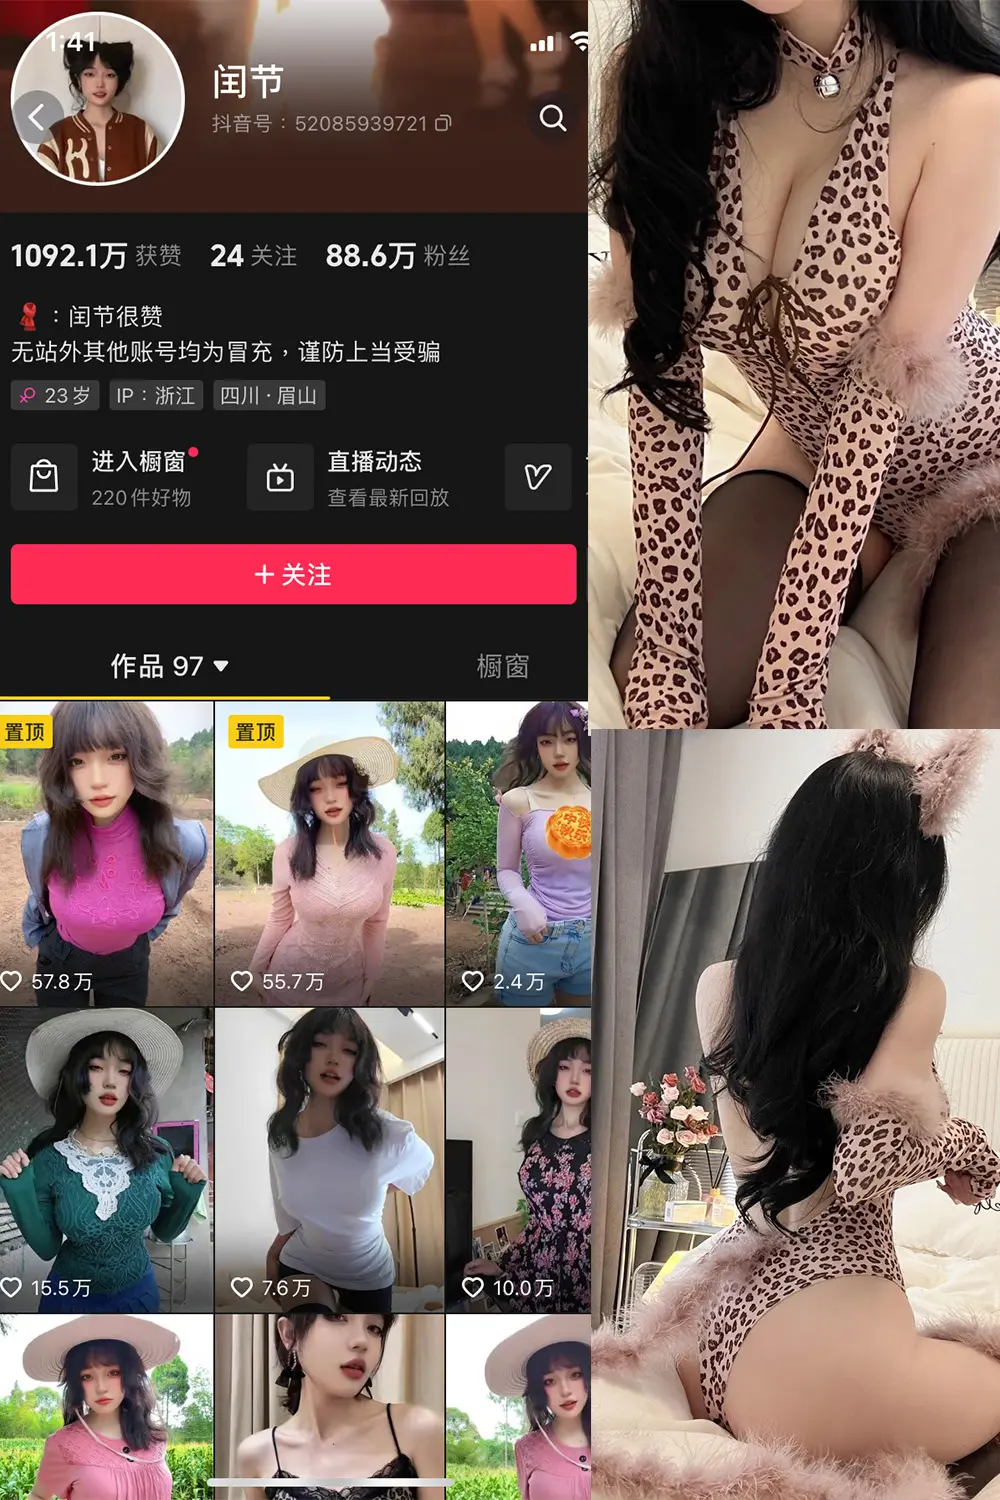 1:41
闰节
抖音号：52085939721
1092.1万 获赞 24 关注 88.6万 粉丝
：闰节很赞
无站外其他账号均为冒充，谨防上当受骗
23岁 IP：浙江 四川·眉山
进入橱窗 直播动态
220件好物 查看最新回放
+ 关注
作品 97 橱窗
置顶 置顶
中秋
57.8万 55.7万 2.4万
15.5万 7.6万 10.0万